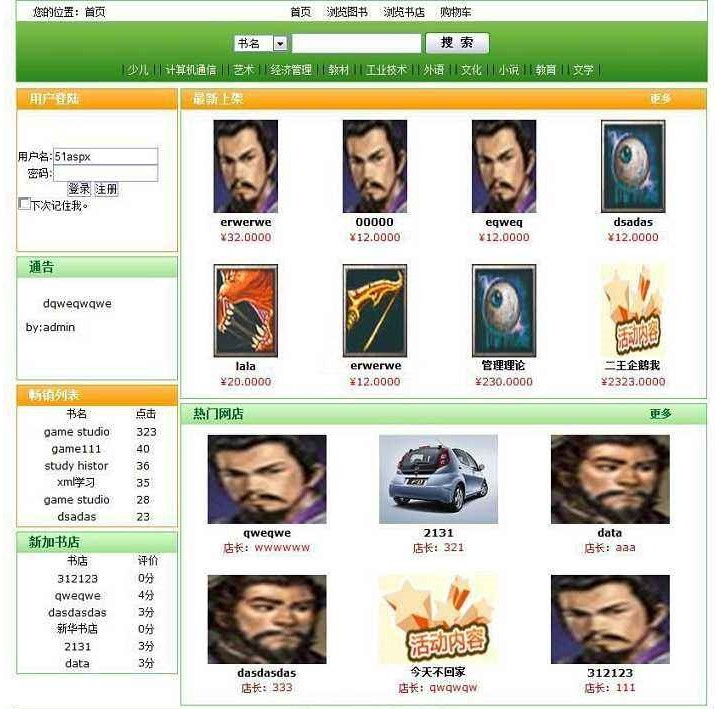 您的位置：首页 首页 浏览图书 浏览书店 购物车
书名 搜 索
| 少儿 | | 计算机通信 | | 艺术 | | 经济管理 | | 教材 | | 工业技术 | | 外语 | | 文化 | | 小说 | | 教育 | | 文学 |
用户登陆
用户名: 51aspx
密码:
登录 注册
下次记住我。
通告
dqweqwqwe
by:admin
畅销列表
书名 点击
game studio 323
game111 40
study histor 36
xml学习 35
game studio 28
dsadas 23
新加书店
书店 评价
312123 0分
qweqwe 4分
dasdasdas 3分
新华书店 0分
2131 3分
data 3分
最新上架 更多
erwerwe 00000 eqweq dsadas
¥32.0000 ¥12.0000 ¥12.0000 ¥12.0000
活动内容
lala erwerwe 管理理论 二王企鹅我
¥20.0000 ¥12.0000 ¥230.0000 ¥2323.0000
热门网店 更多
qweqwe 2131 data
店长：wwwwww 店长：321 店长：aaa
活动内容
dasdasdas 今天不回家 312123
店长：333 店长：qwqwqw 店长：111